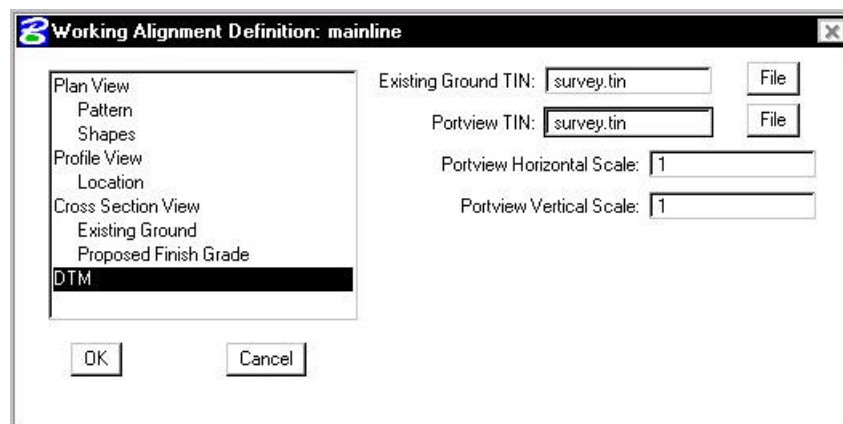 Working Alignment Definition: mainline
Plan View
Pattern
Shapes
Profile View
Location
Cross Section View
Existing Ground
Proposed Finish Grade
DTM
Existing Ground TIN: survey.tin File
Portview TIN: survey.tin File
Portview Horizontal Scale: 1
Portview Vertical Scale: 1
OK Cancel